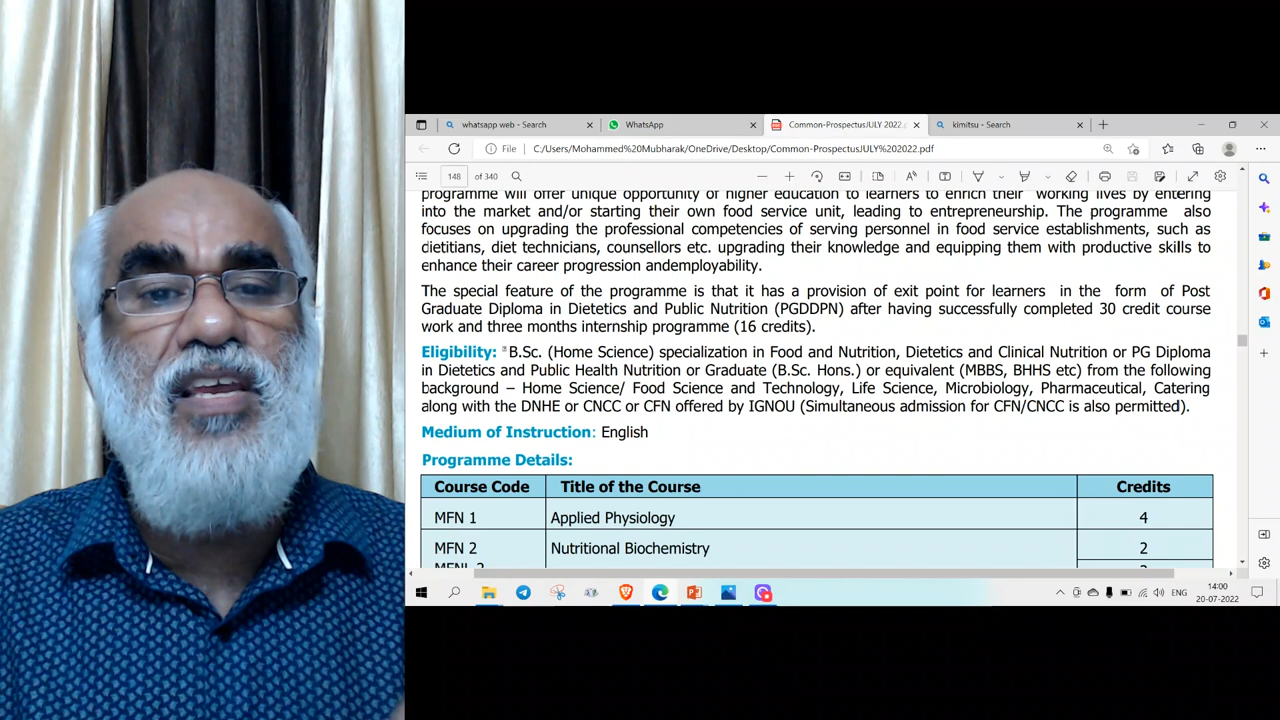 whatsapp web - Search
WhatsApp
Common-ProspectusJULY 2022.p
kimitsu - Search
File
C:/Users/Mohammed%20Mubharak/OneDrive/Desktop/Common-ProspectusJULY%202022.pdf
148 of 340
programme will offer unique opportunity of higher education to learners to enrich their working lives by entering
into the market and/or starting their own food service unit, leading to entrepreneurship. The programme also
focuses on upgrading the professional competencies of serving personnel in food service establishments, such as
dietitians, diet technicians, counsellors etc. upgrading their knowledge and equipping them with productive skills to
enhance their career progression andemployability.
The special feature of the programme is that it has a provision of exit point for learners in the form of Post
Graduate Diploma in Dietetics and Public Nutrition (PGDDPN) after having successfully completed 30 credit course
work and three months internship programme (16 credits).
Eligibility: B.Sc. (Home Science) specialization in Food and Nutrition, Dietetics and Clinical Nutrition or PG Diploma
in Dietetics and Public Health Nutrition or Graduate (B.Sc. Hons.) or equivalent (MBBS, BHHS etc) from the following
background – Home Science/ Food Science and Technology, Life Science, Microbiology, Pharmaceutical, Catering
along with the DNHE or CNCC or CFN offered by IGNOU (Simultaneous admission for CFN/CNCC is also permitted).
Medium of Instruction: English
Programme Details:
Course Code Title of the Course Credits
MFN 1 Applied Physiology 4
MFN 2 Nutritional Biochemistry 2
ENG
14:00
20-07-2022